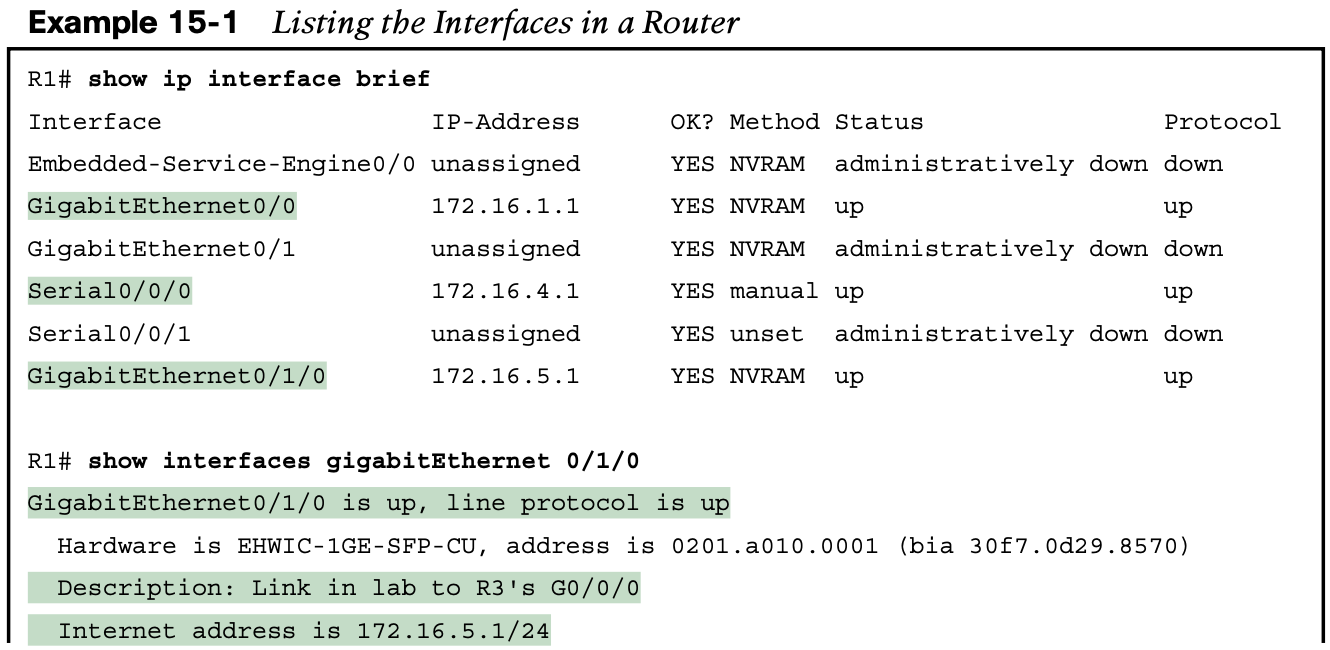 Example 15-1 Listing the Interfaces in a Router
R1# show ip interface brief
Interface                  IP-Address      OK? Method Status                Protocol
Embedded-Service-Engine0/0 unassigned      YES NVRAM  administratively down down
GigabitEthernet0/0         172.16.1.1      YES NVRAM  up                    up
GigabitEthernet0/1         unassigned      YES NVRAM  administratively down down
Serial0/0/0                172.16.4.1      YES manual up                    up
Serial0/0/1                unassigned      YES unset  administratively down down
GigabitEthernet0/1/0       172.16.5.1      YES NVRAM  up                    up
R1# show interfaces gigabitEthernet 0/1/0
GigabitEthernet0/1/0 is up, line protocol is up
  Hardware is EHWIC-1GE-SFP-CU, address is 0201.a010.0001 (bia 30f7.0d29.8570)
  Description: Link in lab to R3's G0/0/0
  Internet address is 172.16.5.1/24